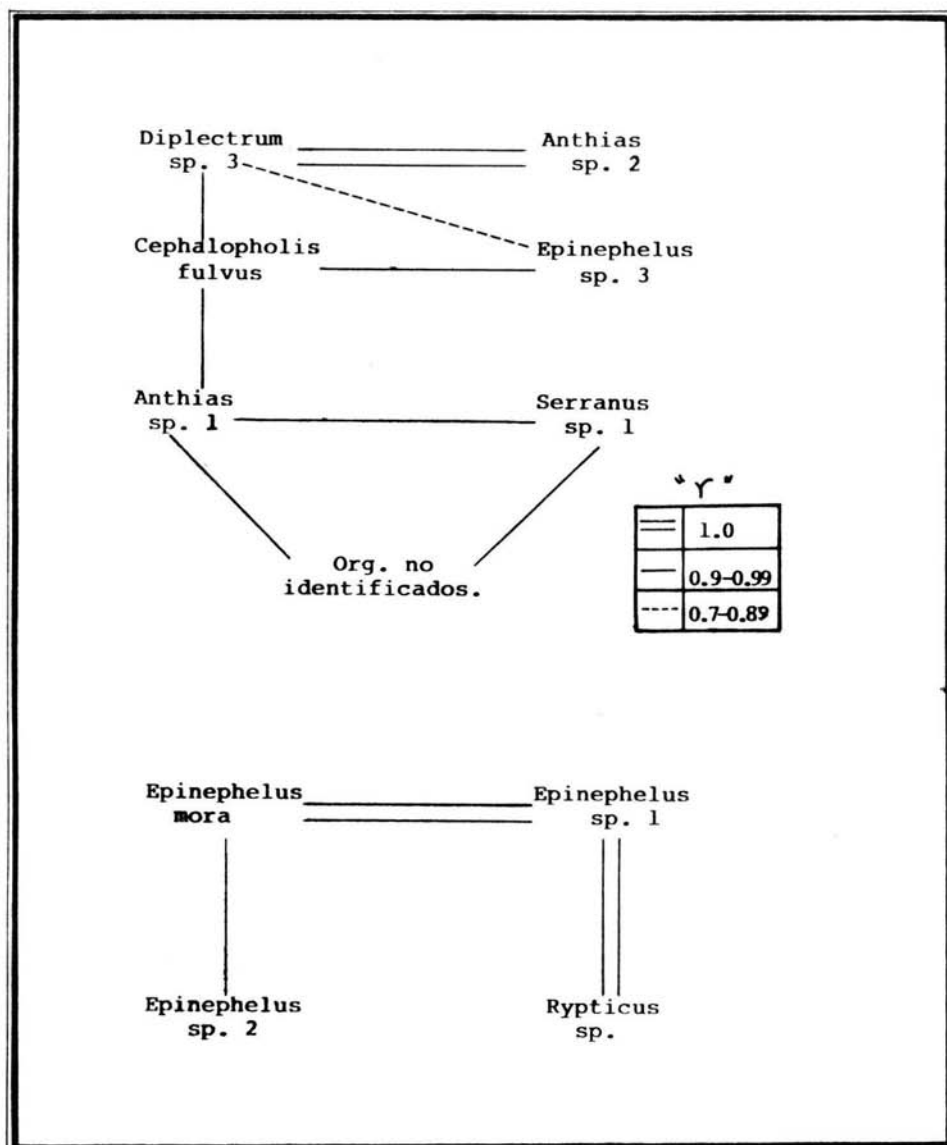 Diplectrum
sp. 3
Anthias
sp. 2
Cephalopholis
fulvus
Epinephelus
sp. 3
Anthias
sp. 1
Serranus
sp. 1
Org. no
identificados.
"r"
1.0
0.9-0.99
0.7-0.89
Epinephelus
mora
Epinephelus
sp. 1
Epinephelus
sp. 2
Rypticus
sp.